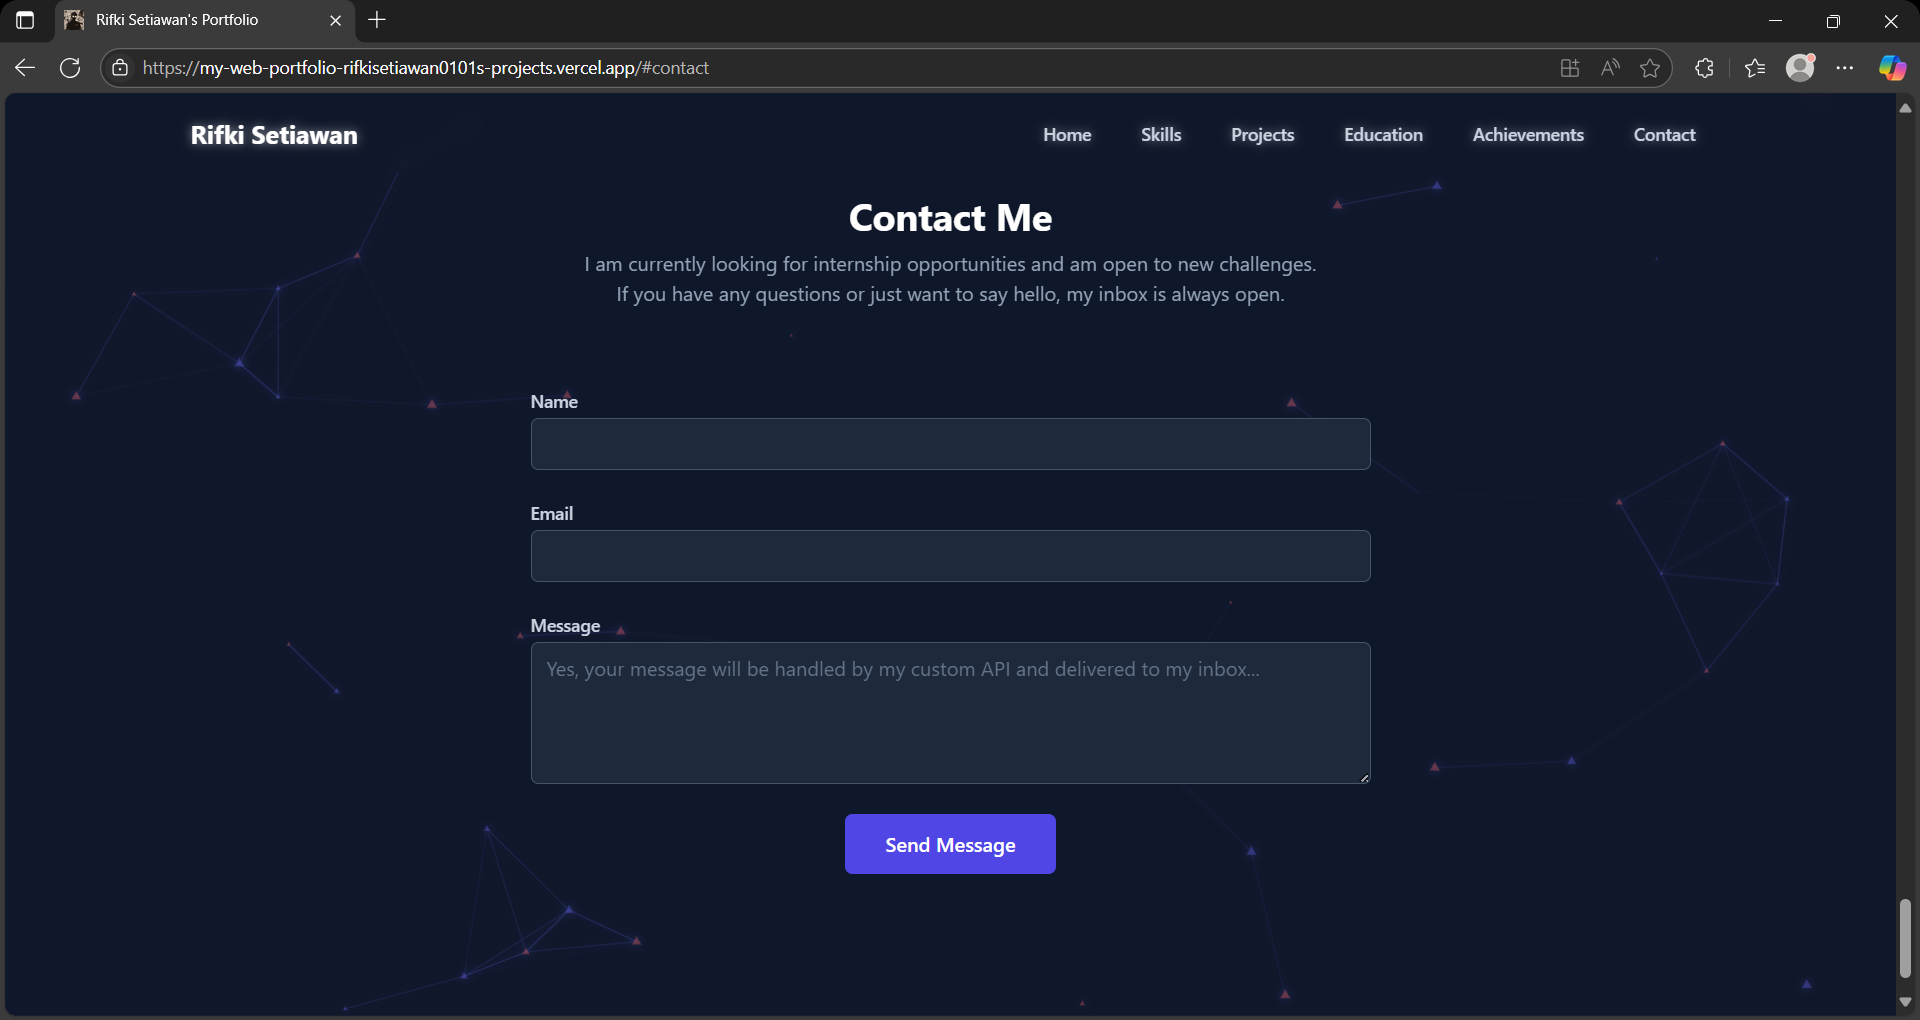 Rifki Setiawan's Portfolio
https://my-web-portfolio-rifkisetiawan0101s-projects.vercel.app/#contact
Rifki Setiawan
Home Skills Projects Education Achievements Contact
Contact Me
I am currently looking for internship opportunities and am open to new challenges.
If you have any questions or just want to say hello, my inbox is always open.
Name
Email
Message
Yes, your message will be handled by my custom API and delivered to my inbox...
Send Message